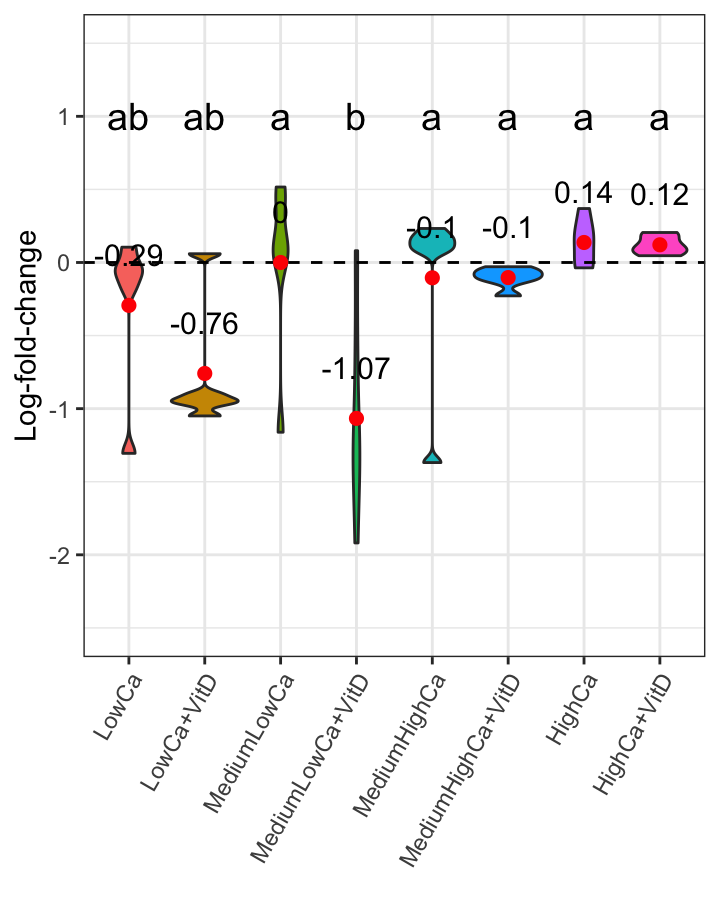 1
ab ab a b a a a a
0.14 0.12
0
-0.1 -0.1
-0.29
0
-0.76
-1.07
-1
-2
Log-fold-change
LowCa
LowCa+VitD
MediumLowCa
MediumLowCa+VitD
MediumHighCa
MediumHighCa+VitD
HighCa
HighCa+VitD